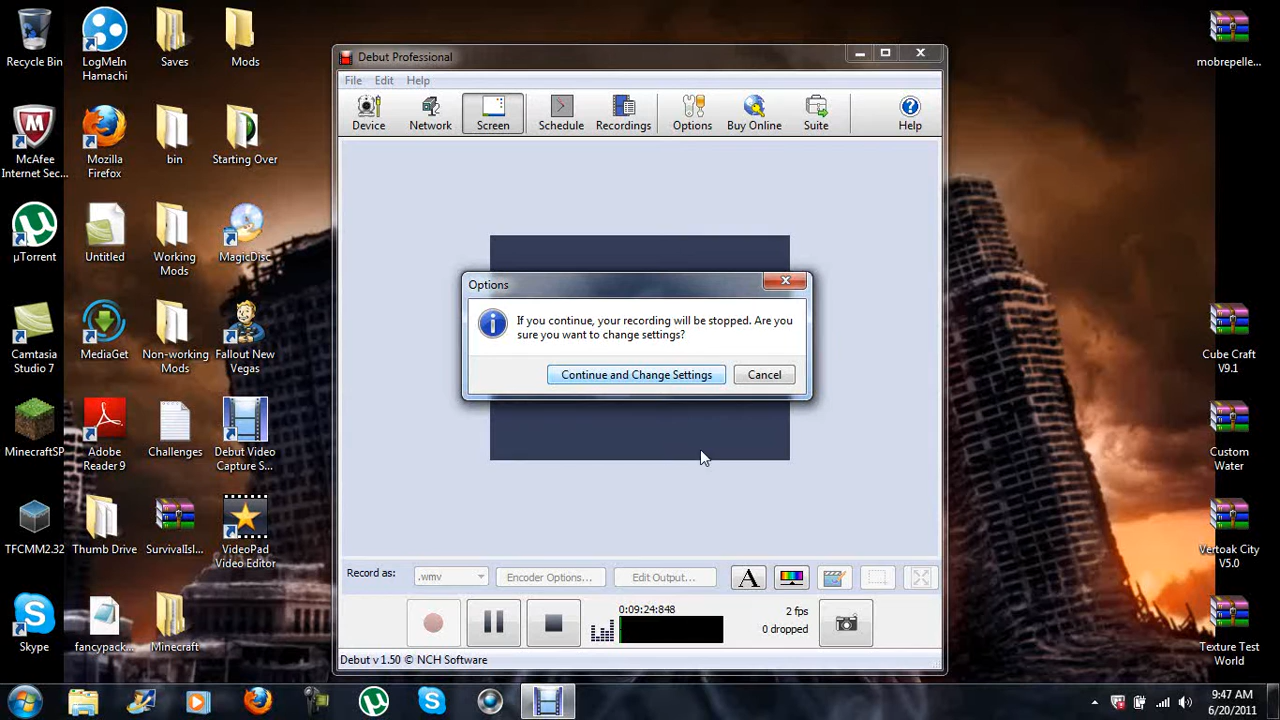 Recycle Bin
LogMeIn
Hamachi
Saves
Mods
mobrepelle...
McAfee
Internet Sec...
Mozilla
Firefox
bin
Starting Over
µTorrent
Untitled
Working
Mods
MagicDisc
Camtasia
Studio 7
MediaGet
Non-working
Mods
Fallout New
Vegas
Cube Craft
V9.1
MinecraftSP
Adobe
Reader 9
Challenges
Debut Video
Capture S...
Custom
Water
TFCMM2.32
Thumb Drive
SurvivalIsl...
VideoPad
Video Editor
Vertoak City
V5.0
Skype
fancypack...
Minecraft
Texture Test
World
Debut Professional
File Edit Help
Device Network Screen Schedule Recordings Options Buy Online Suite Help
Options
If you continue, your recording will be stopped. Are you
sure you want to change settings?
Continue and Change Settings Cancel
Record as: .wmv Encoder Options... Edit Output... A
0:09:24:848 2 fps
0 dropped
Debut v 1.50 © NCH Software
9:47 AM
6/20/2011